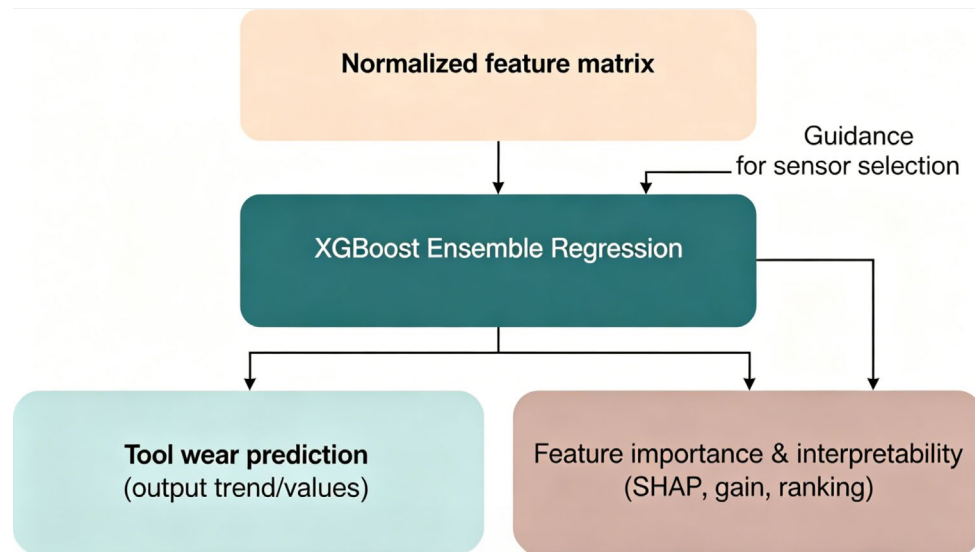 Normalized feature matrix
Guidance
for sensor selection
XGBoost Ensemble Regression
Tool wear prediction
(output trend/values)
Feature importance & interpretability
(SHAP, gain, ranking)